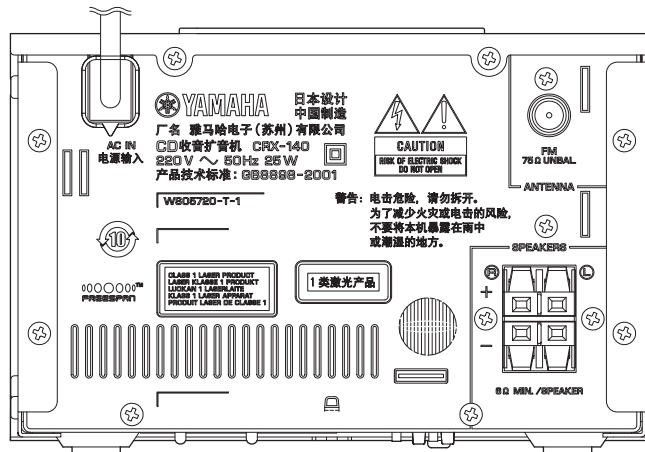 YAMAHA
日本设计
中国制造
厂名 雅马哈电子(苏州)有限公司
CD收音扩音机 CRX-140
220V ～ 50Hz 25W
产品技术标准: GB8898-2001
AC IN
电源输入
W805720-T-1
10
FREESPAN™
CLASS 1 LASER PRODUCT
LASER KLASSE 1 PRODUKT
LUOKAN 1 LASERLAITE
KLASS 1 LASER APPARAT
PRODUIT LASER DE CLASSE 1
1类激光产品
CAUTION
RISK OF ELECTRIC SHOCK
DO NOT OPEN
警告: 电击危险, 请勿拆开。
为了减少火灾或电击的风险,
不要将本机暴露在雨中
或潮湿的地方。
FM
75Ω UNBAL
ANTENNA
SPEAKERS
R L
+
−
6Ω MIN. /SPEAKER